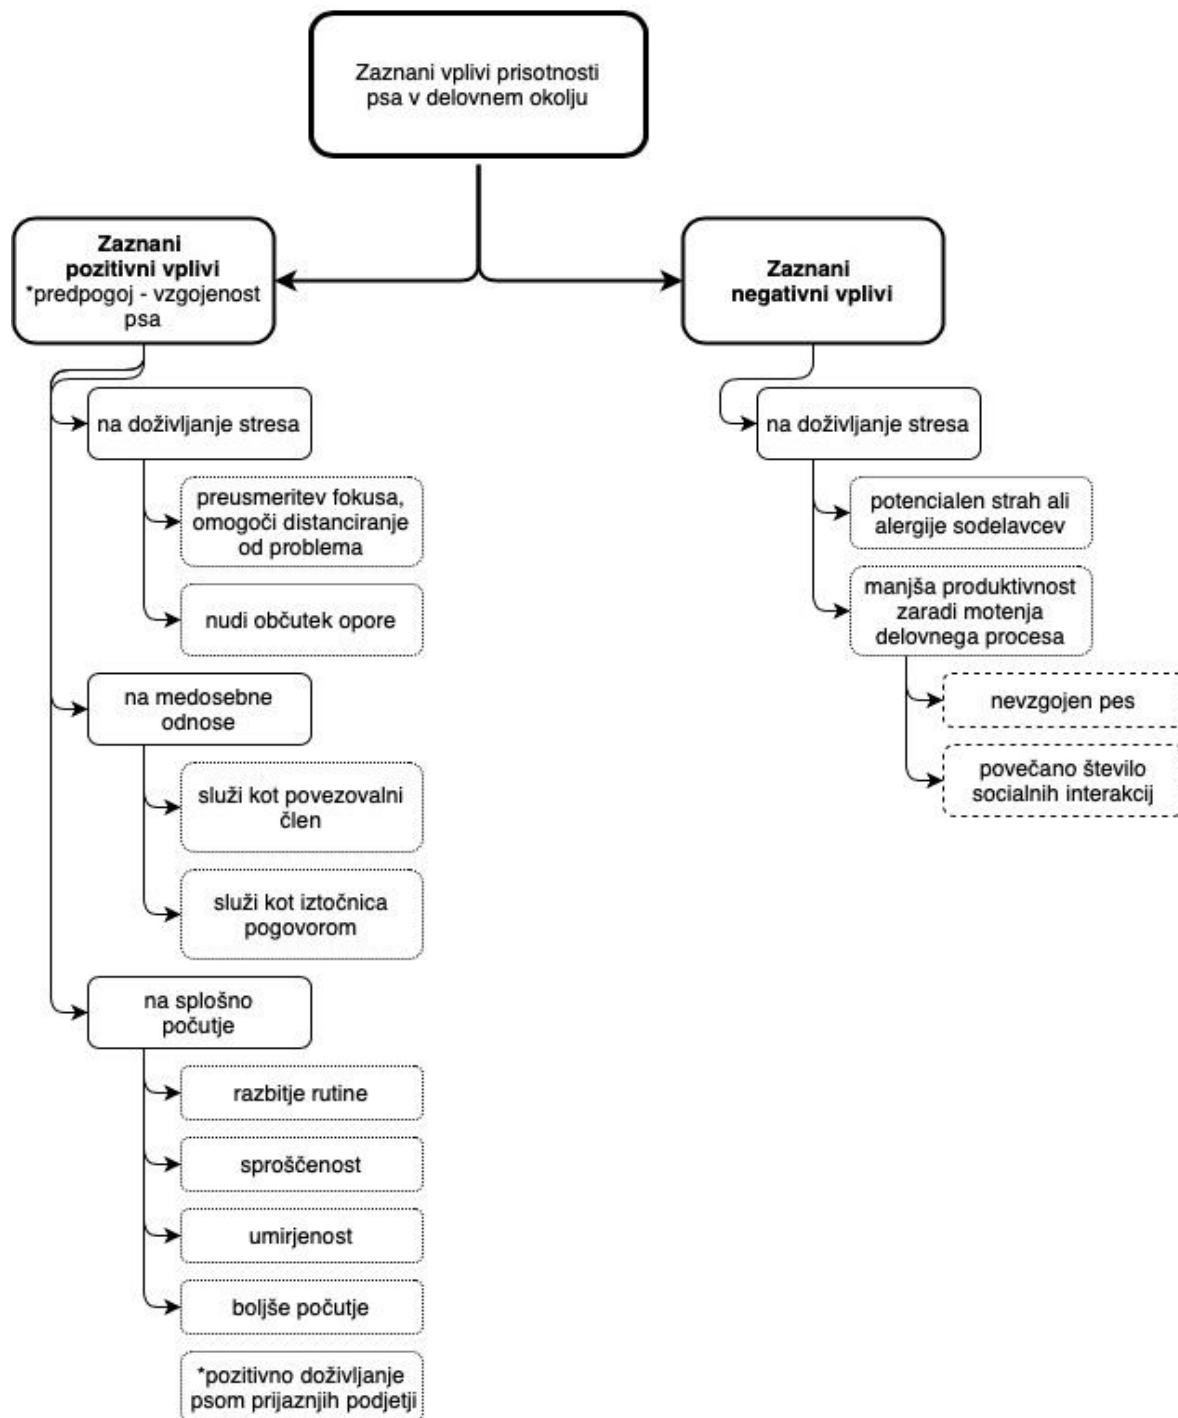 Zaznani vplivi prisotnosti
psa v delovnem okolju
Zaznani
pozitivni vplivi
*predpogoj - vzgojenost
psa
na doživljanje stresa
preusmeritev fokusa,
omogoči distanciranje
od problema
nudi občutek opore
na medosebne
odnose
služi kot povezovalni
člen
služi kot iztočnica
pogovorom
na splošno
počutje
razbitje rutine
sproščenost
umirjenost
boljše počutje
*pozitivno doživljanje
psom prijaznjih podjetji
Zaznani
negativni vplivi
na doživljanje stresa
potencialen strah ali
alergije sodelavcev
manjša produktivnost
zaradi motenja
delovnega procesa
nevzgojen pes
povečano število
socialnih interakcij